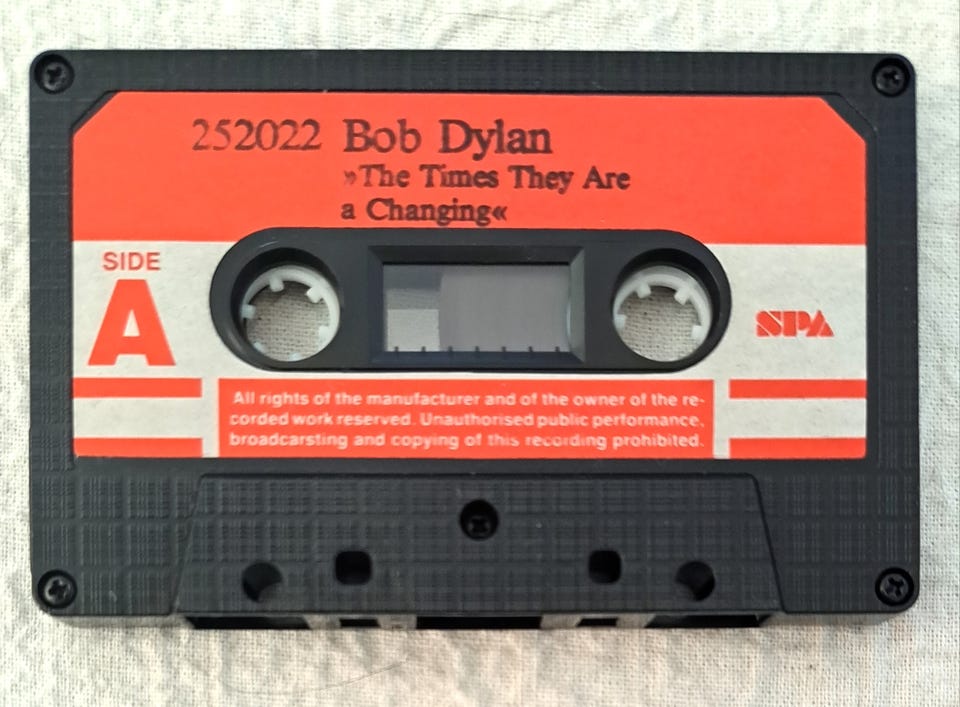 252022 Bob Dylan
»The Times They Are
a Changing«
SIDE
A
SPA
All rights of the manufacturer and of the owner of the re-
corded work reserved. Unauthorised public performance,
broadcarsting and copying of this recording prohibited.